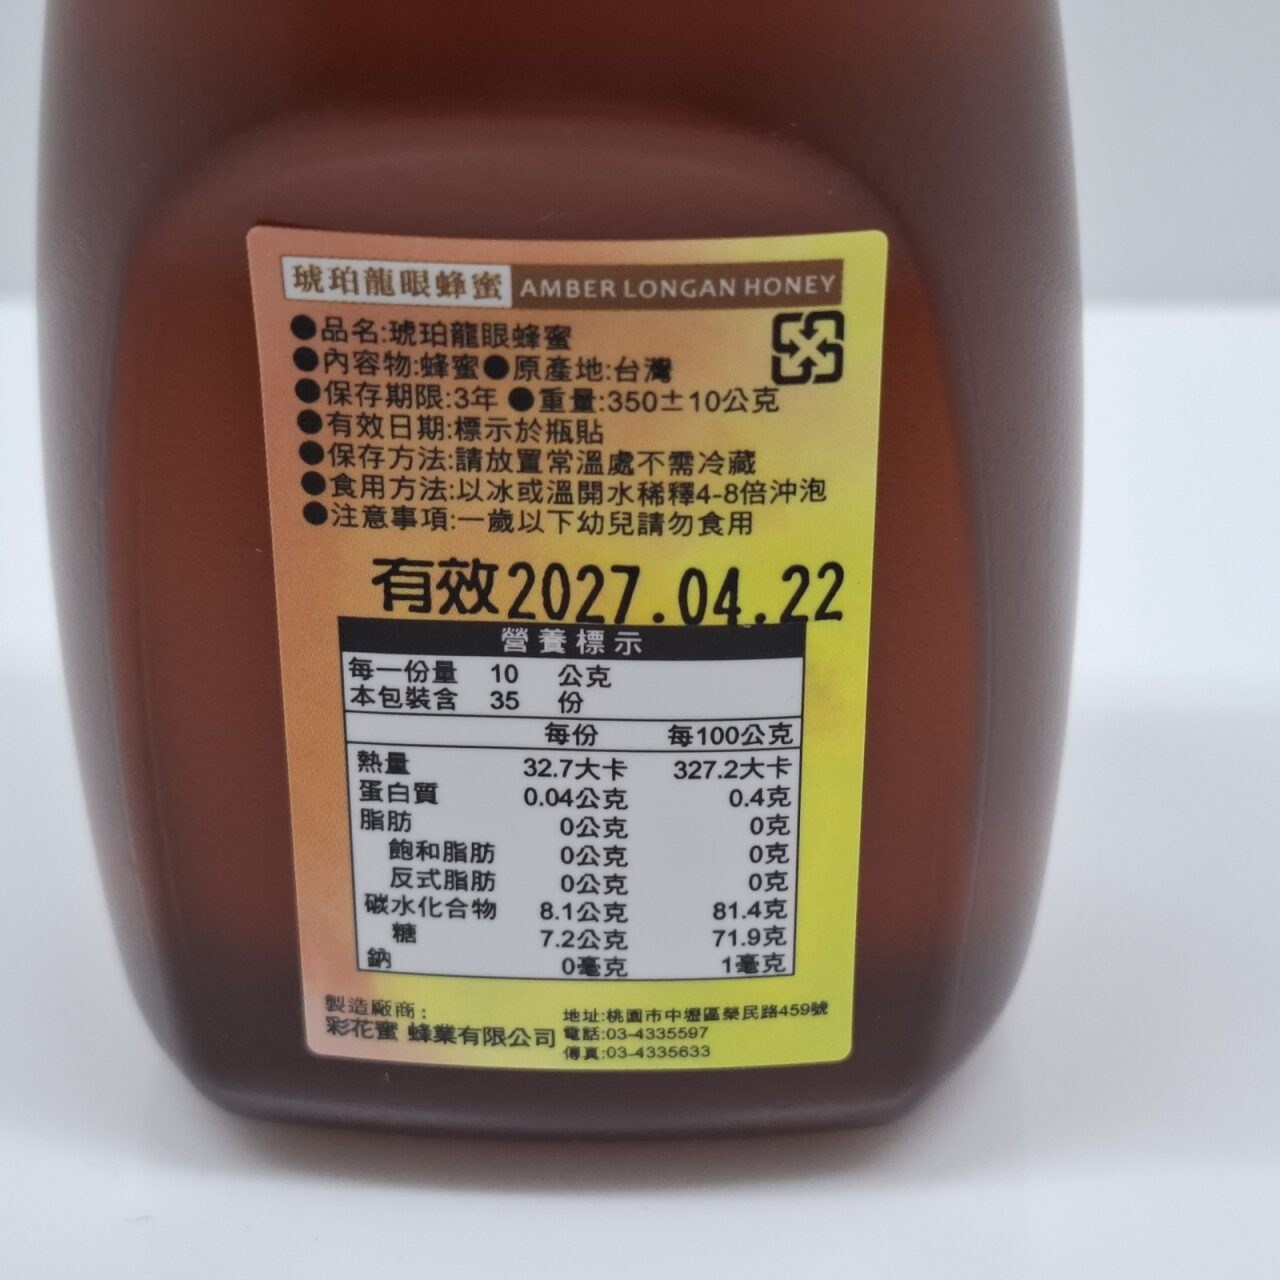 琥珀龍眼蜂蜜 AMBER LONGAN HONEY
●品名:琥珀龍眼蜂蜜
●內容物:蜂蜜●原產地:台灣
●保存期限:3年 ●重量:350±10公克
●有效日期:標示於瓶貼
●保存方法:請放置常溫處不需冷藏
●食用方法:以冰或溫開水稀釋4-8倍沖泡
●注意事項:一歲以下幼兒請勿食用
有效2027.04.22
營養標示
每一份量 10 公克
本包裝含 35 份
每份 每100公克
熱量 32.7大卡 327.2大卡
蛋白質 0.04公克 0.4克
脂肪 0公克 0克
飽和脂肪 0公克 0克
反式脂肪 0公克 0克
碳水化合物 8.1公克 81.4克
糖 7.2公克 71.9克
鈉 0毫克 1毫克
製造廠商:
彩花蜜 蜂業有限公司
地址:桃園市中壢區榮民路459號
電話:03-4335597
傳真:03-4335633